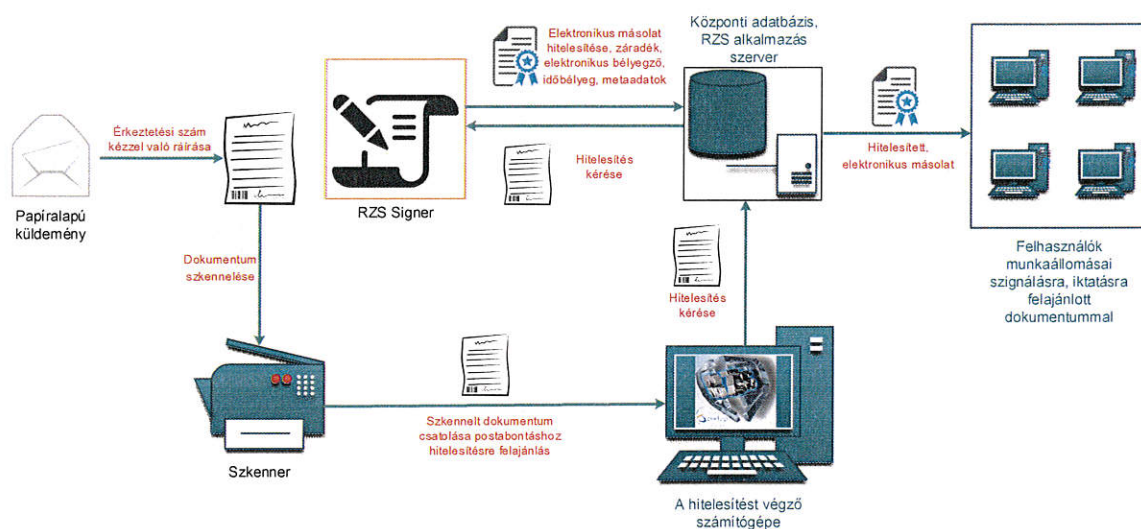 Elektronikus másolat
hitelesítése, záradék,
elektronikus bélyegző,
időbélyeg, metaadatok
Központi adatbázis,
RZS alkalmazás
szerver
Érkeztetési szám
kézzel való ráírása
Papíralapú
küldemény
RZS Signer
Hitelesítés
kérése
Hitelesített,
elektronikus másolat
Felhasználók
munkaállomásai
szignálásra, iktatásra
felajánlott
dokumentummal
Dokumentum
szkennelése
Hitelesítés
kérése
Szkenner
Szkennelt dokumentum
csatolása postabontáshoz
hitelesítésre felajánlás
A hitelesítést végző
számítógépe